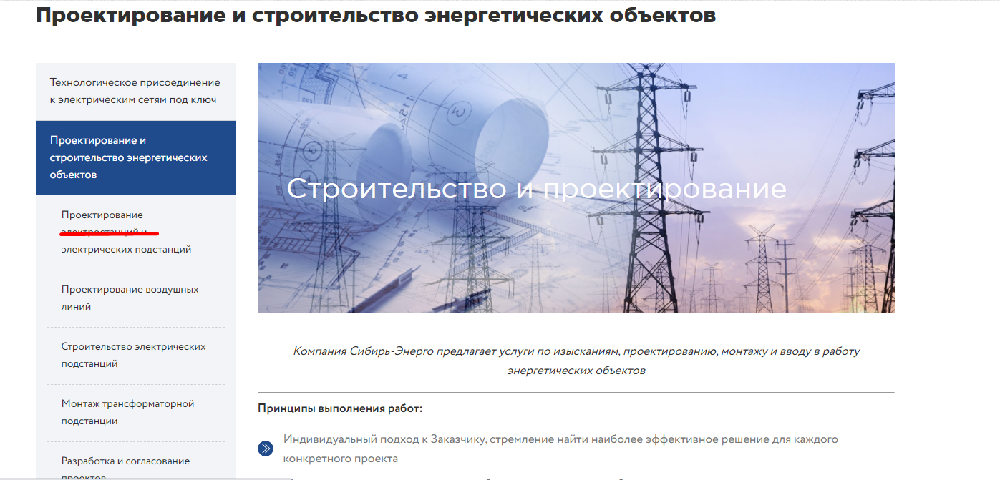 Проектирование и строительство энергетических объектов
Технологическое присоединение
к электрическим сетям под ключ
Проектирование и
строительство энергетических
объектов
Проектирование
электростанций и
электрических подстанций
Проектирование воздушных
линий
Строительство электрических
подстанций
Монтаж трансформаторной
подстанции
Разработка и согласование
проектов
Строительство и проектирование
Компания Сибирь-Энерго предлагает услуги по изысканиям, проектированию, монтажу и вводу в работу
энергетических объектов
Принципы выполнения работ:
Индивидуальный подход к Заказчику, стремление найти наиболее эффективное решение для каждого
конкретного проекта